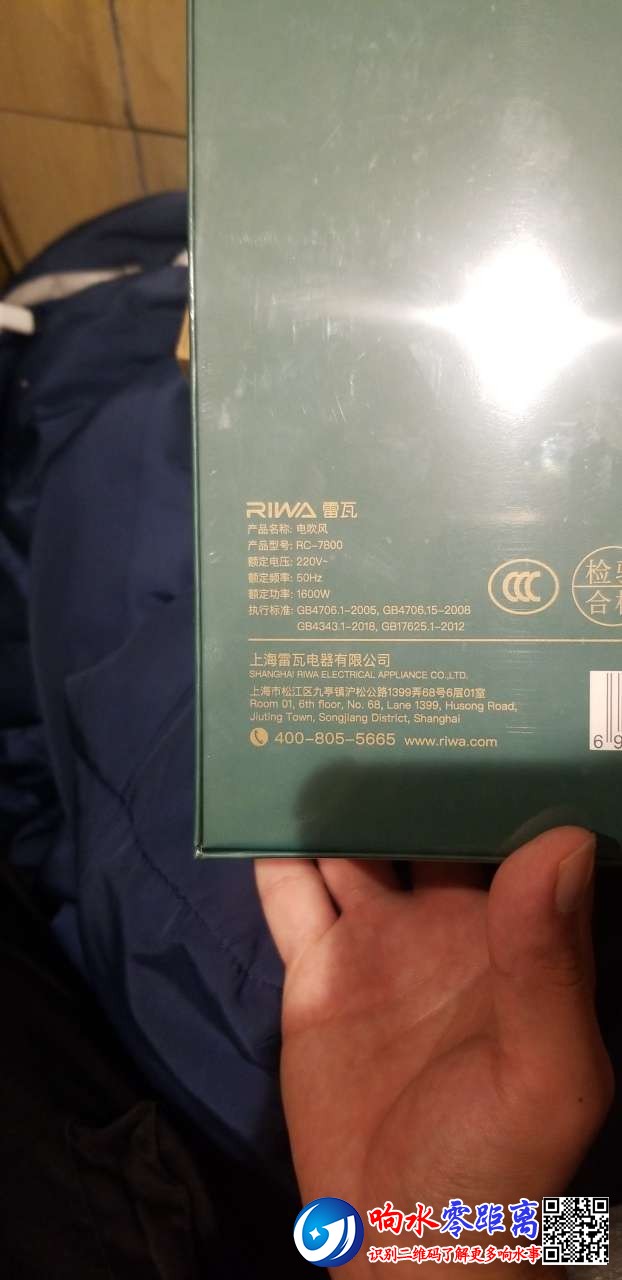 RIWA 雷瓦
产品名称: 电吹风
产品型号: RC-7800
额定电压: 220V~
额定频率: 50Hz
额定功率: 1600W
执行标准: GB4706.1-2005, GB4706.15-2008
GB4343.1-2018, GB17625.1-2012
CCC
检
合
上海雷瓦电器有限公司
SHANGHAI RIWA ELECTRICAL APPLIANCE CO.,LTD.
上海市松江区九亭镇沪松公路1399弄68号6层01室
Room 01, 6th floor, No. 68, Lane 1399, Husong Road,
Jiuting Town, Songjiang District, Shanghai
400-805-5665 www.riwa.com
6 9
响水零距离
识别二维码了解更多响水事